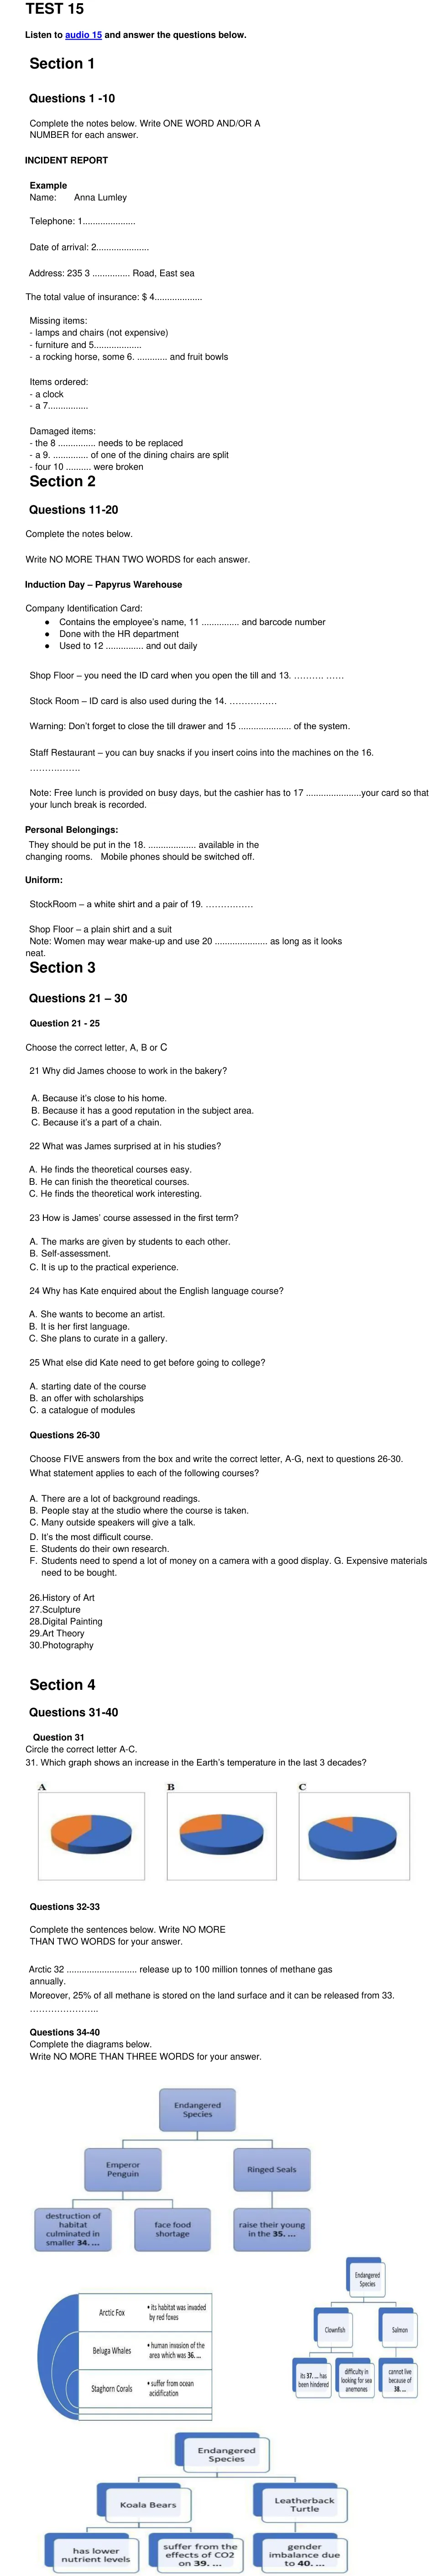 TEST 15
Listen to audio 15 and answer the questions below.
Section 1
Questions 1 -10
Complete the notes below. Write ONE WORD AND/OR A
NUMBER for each answer.
INCIDENT REPORT
Example
Name: Anna Lumley
Telephone: 1.....................
Date of arrival: 2.....................
Address: 235 3 ............... Road, East sea
The total value of insurance: $ 4...................
Missing items:
- lamps and chairs (not expensive)
- furniture and 5...................
- a rocking horse, some 6. ............ and fruit bowls
Items ordered:
- a clock
- a 7................
Damaged items:
- the 8 ............... needs to be replaced
- a 9. .............. of one of the dining chairs are split
- four 10 .......... were broken
Section 2
Questions 11-20
Complete the notes below.
Write NO MORE THAN TWO WORDS for each answer.
Induction Day – Papyrus Warehouse
Company Identification Card:
● Contains the employee's name, 11 ............... and barcode number
● Done with the HR department
● Used to 12 ............... and out daily
Shop Floor – you need the ID card when you open the till and 13. ………. ……
Stock Room – ID card is also used during the 14. …………….
Warning: Don't forget to close the till drawer and 15 ..................... of the system.
Staff Restaurant – you can buy snacks if you insert coins into the machines on the 16.
…………….
Note: Free lunch is provided on busy days, but the cashier has to 17 ......................your card so that
your lunch break is recorded.
Personal Belongings:
They should be put in the 18. ................... available in the
changing rooms. Mobile phones should be switched off.
Uniform:
StockRoom – a white shirt and a pair of 19. …………….
Shop Floor – a plain shirt and a suit
Note: Women may wear make-up and use 20 ..................... as long as it looks
neat.
Section 3
Questions 21 – 30
Question 21 - 25
Choose the correct letter, A, B or C
21 Why did James choose to work in the bakery?
A. Because it's close to his home.
B. Because it has a good reputation in the subject area.
C. Because it's a part of a chain.
22 What was James surprised at in his studies?
A. He finds the theoretical courses easy.
B. He can finish the theoretical courses.
C. He finds the theoretical work interesting.
23 How is James' course assessed in the first term?
A. The marks are given by students to each other.
B. Self-assessment.
C. It is up to the practical experience.
24 Why has Kate enquired about the English language course?
A. She wants to become an artist.
B. It is her first language.
C. She plans to curate in a gallery.
25 What else did Kate need to get before going to college?
A. starting date of the course
B. an offer with scholarships
C. a catalogue of modules
Questions 26-30
Choose FIVE answers from the box and write the correct letter, A-G, next to questions 26-30.
What statement applies to each of the following courses?
A. There are a lot of background readings.
B. People stay at the studio where the course is taken.
C. Many outside speakers will give a talk.
D. It's the most difficult course.
E. Students do their own research.
F. Students need to spend a lot of money on a camera with a good display. G. Expensive materials
need to be bought.
26.History of Art
27.Sculpture
28.Digital Painting
29.Art Theory
30.Photography
Section 4
Questions 31-40
Question 31
Circle the correct letter A-C.
31. Which graph shows an increase in the Earth's temperature in the last 3 decades?
A B C
Questions 32-33
Complete the sentences below. Write NO MORE
THAN TWO WORDS for your answer.
Arctic 32 ............................ release up to 100 million tonnes of methane gas
annually.
Moreover, 25% of all methane is stored on the land surface and it can be released from 33.
…………………..
Questions 34-40
Complete the diagrams below.
Write NO MORE THAN THREE WORDS for your answer.
Endangered
Species
Emperor
Penguin
Ringed Seals
destruction of
habitat
culminated in
smaller 34. ...
face food
shortage
raise their young
in the 35. ...
Arctic Fox
• its habitat was invaded
by red foxes
Beluga Whales
• human invasion of the
area which was 36. ...
Staghorn Corals
• suffer from ocean
acidification
Endangered
Species
Clownfish
Salmon
Its 37. ... has
been hindered
difficulty in
looking for sea
anemones
cannot live
because of
38. ...
Endangered
Species
Koala Bears
Leatherback
Turtle
has lower
nutrient levels
suffer from the
effects of CO2
on 39. ...
gender
imbalance due
to 40. ...